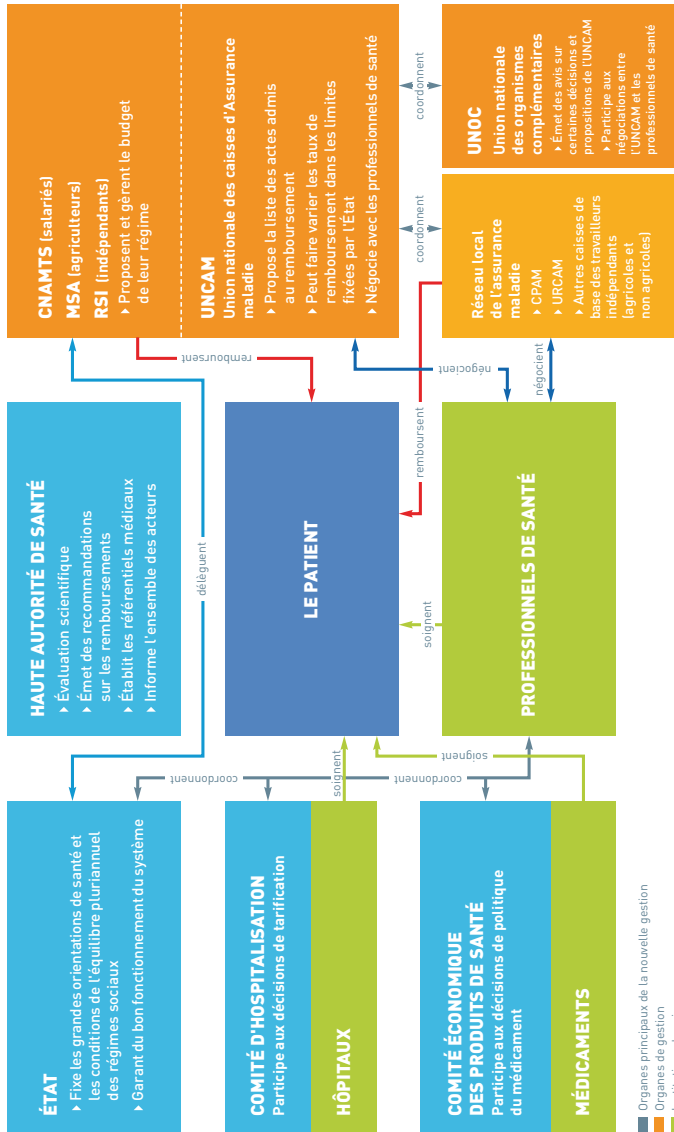 ÉTAT
▸ Fixe les grandes orientations de santé et
les conditions de l'équilibre pluriannuel
des régimes sociaux
▸ Garant du bon fonctionnement du système
HAUTE AUTORITÉ DE SANTÉ
▸ Évaluation scientifique
▸ Émet des recommandations
sur les remboursements
▸ Établit les référentiels médicaux
▸ Informe l'ensemble des acteurs
CNAMTS (salariés)
MSA (agriculteurs)
RSI (indépendants)
▸ Proposent et gèrent le budget
de leur régime
UNCAM
Union nationale des caisses d'Assurance
maladie
▸ Propose la liste des actes admis
au remboursement
▸ Peut faire varier les taux de
remboursement dans les limites
fixées par l'État
▸ Négocie avec les professionnels de santé
délèguent
coordonnent
coordonnent
remboursent
négocient
COMITÉ D'HOSPITALISATION
Participe aux décisions de tarification
HÔPITAUX
soignent
LE PATIENT
soignent
remboursent
soignent
négocient
coordonnent
coordonnent
COMITÉ ÉCONOMIQUE
DES PRODUITS DE SANTÉ
Participe aux décisions de politique
du médicament
MÉDICAMENTS
PROFESSIONNELS DE SANTÉ
Réseau local
de l'assurance
maladie
▸ CPAM
▸ URCAM
▸ Autres caisses de
base des travailleurs
indépendants
(agricoles et
non agricoles)
UNOC
Union nationale
des organismes
complémentaires
▸ Émet des avis sur
certaines décisions et
propositions de l'UNCAM
▸ Participe aux
négociations entre
l'UNCAM et les
professionnels de santé
Organes principaux de la nouvelle gestion
Organes de gestion